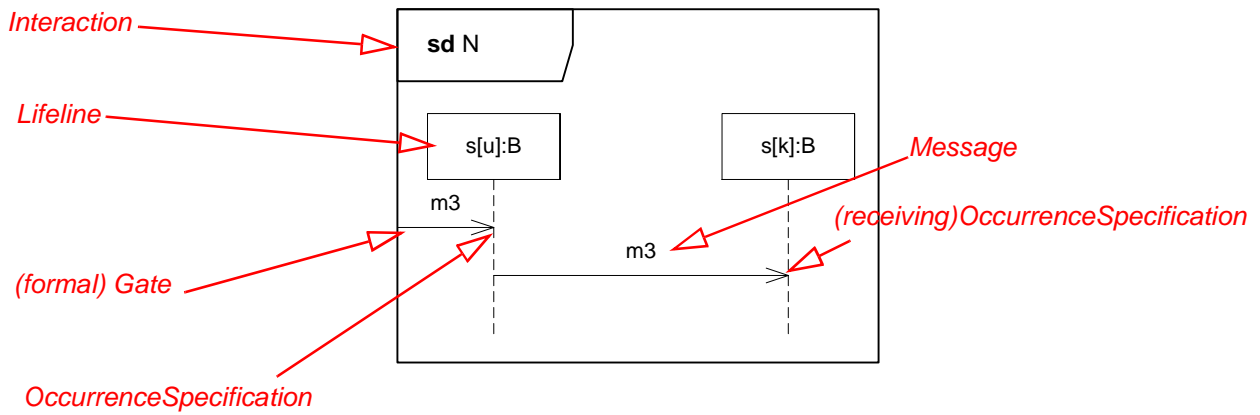 Interaction
sd N
Lifeline
s[u]:B
s[k]:B
Message
m3
(receiving)OccurrenceSpecification
m3
(formal) Gate
OccurrenceSpecification